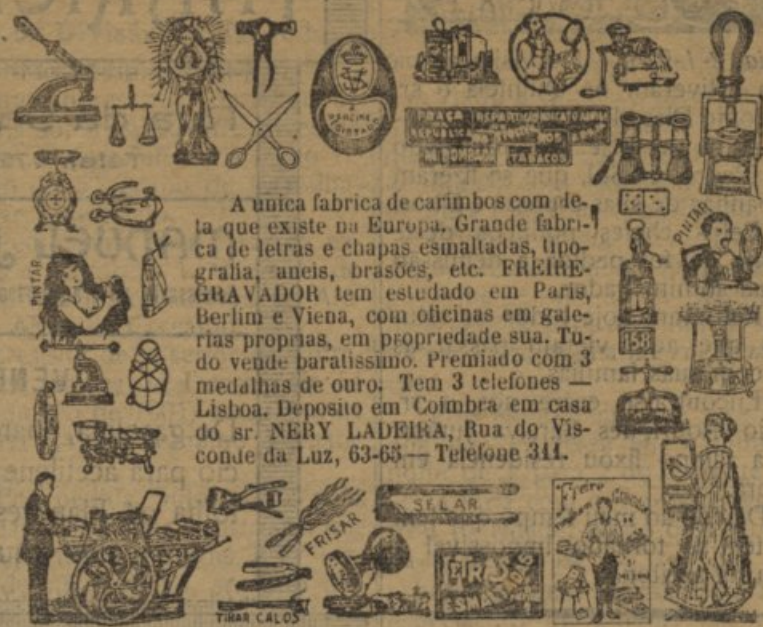 PRAÇA
REPUBLICA
M. POMBAL
TABACOS
PINTAR
PINTAR
158
A unica fabrica de carimbos com de-
ta que existe na Europa. Grande fabri-
ca de letras e chapas esmaltadas, tipo-
grafia, aneis, brasões, etc. FREIRE-
GRAVADOR tem estudado em Paris,
Berlim e Viena, com oficinas em gale-
rias proprias, em propriedade sua. Tu-
do vende baratissimo. Premiado com 3
medalhas de ouro. Tem 3 telefones —
Lisboa. Deposito em Coimbra em casa
do sr. NERY LADEIRA, Rua do Vis-
conde da Luz, 63-65 — Telefone 311.
FRISAR
SELAR
TIRAR CALOS
Freire
Gravador